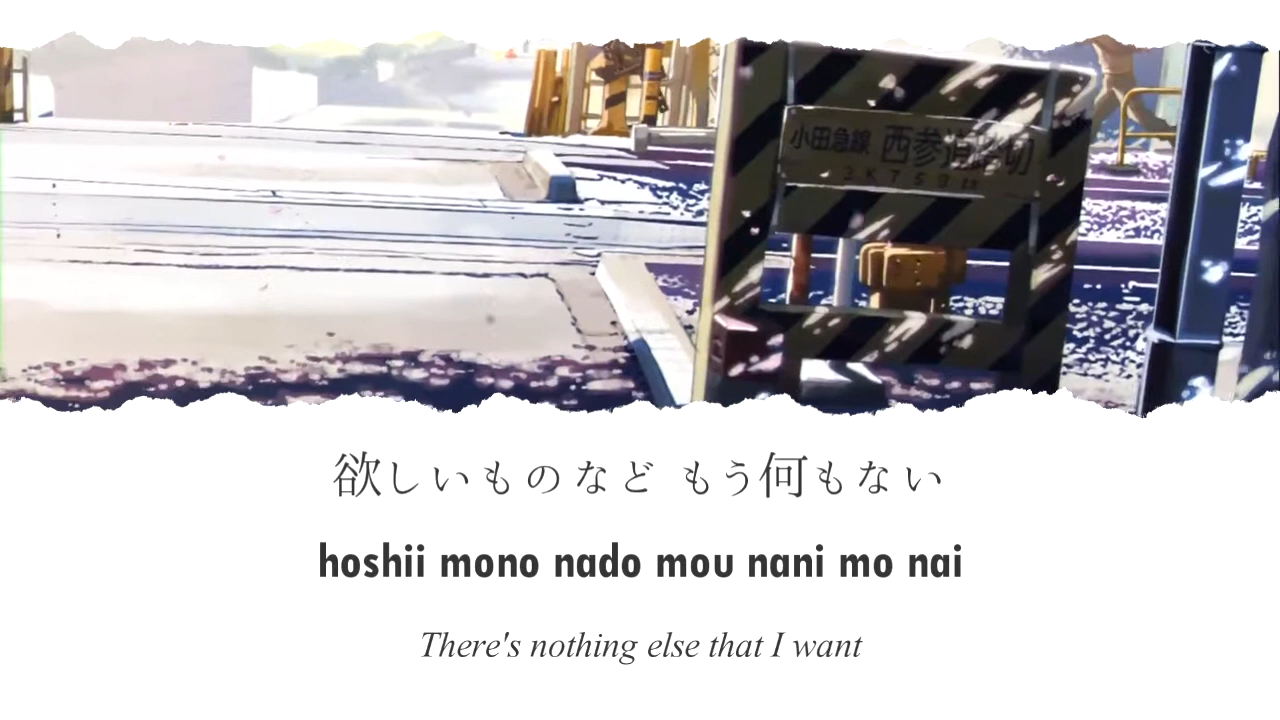 小田急線 西参道踏切
3K753M
欲しいものなど もう何もない
hoshii mono nado mou nani mo nai
There's nothing else that I want